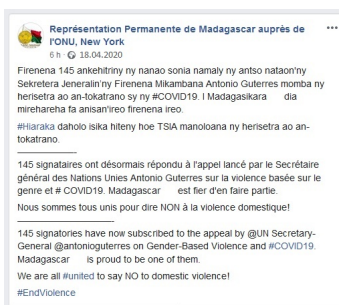 Représentation Permanente de Madagascar auprès de
l'ONU, New York
6 h · 18.04.2020
Firenena 145 ankehitriny ny nanao sonia namaly ny antso nataon'ny
Sekretera Jeneralin'ny Firenena Mikambana Antonio Guterres momba ny
herisetra ao an-tokatrano sy ny #COVID19. I Madagasikara dia
mirehareha fa anisan'ireo firenena ireo.
#Hiaraka daholo isika hiteny hoe TSIA manoloana ny herisetra ao an-
tokatrano.
145 signataires ont désormais répondu à l'appel lancé par le Secrétaire
général des Nations Unies Antonio Guterres sur la violence basée sur le
genre et # COVID19. Madagascar est fier d'en faire partie.
Nous sommes tous unis pour dire NON à la violence domestique!
145 signatories have now subscribed to the appeal by @UN Secretary-
General @antonioguterres on Gender-Based Violence and #COVID19.
Madagascar is proud to be one of them.
We are all #united to say NO to domestic violence!
#EndViolence